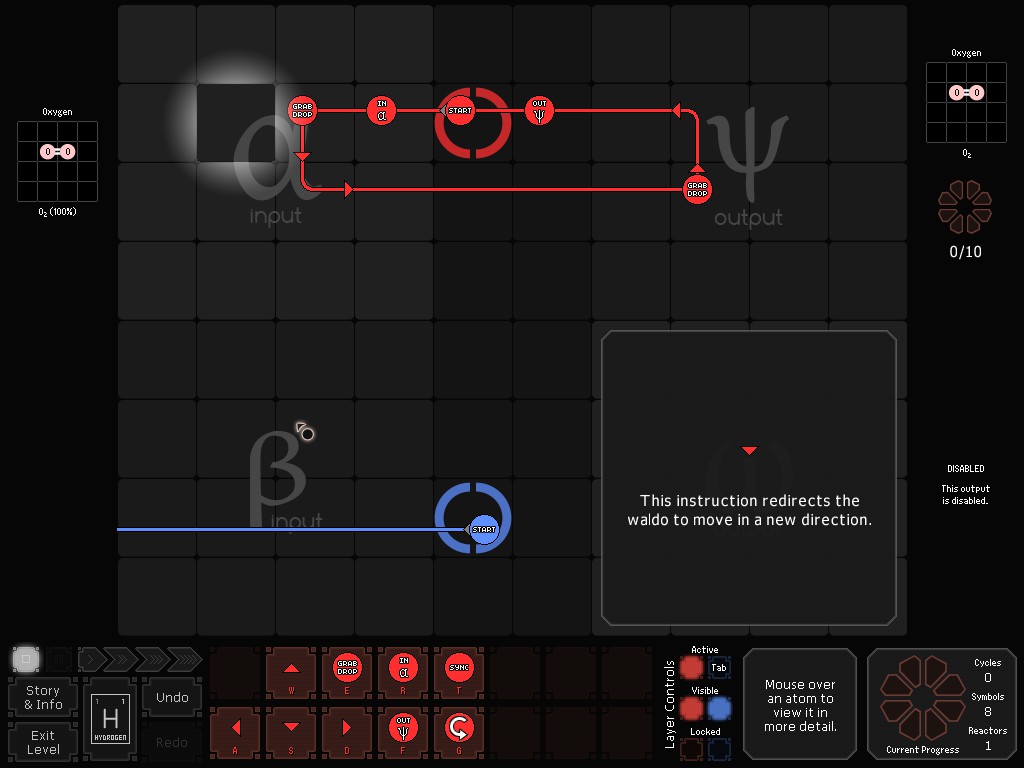 Oxygen
O=O
O₂ (100%)
α
input
GRAB
DROP
IN
α
START
OUT
ψ
GRAB
DROP
ψ
output
Oxygen
O=O
O₂
0/10
β
input
START
This instruction redirects the
waldo to move in a new direction.
DISABLED
This output
is disabled.
Story
& Info
Exit
Level
1 1
H
HYDROGEN
Undo
Redo
W
GRAB
DROP
E
IN
α
R
SYNC
T
A
S
D
OUT
ψ
F
G
Layer Controls
Active
Tab
Visible
Locked
Mouse over
an atom to
view it in
more detail.
Current Progress
Cycles
0
Symbols
8
Reactors
1